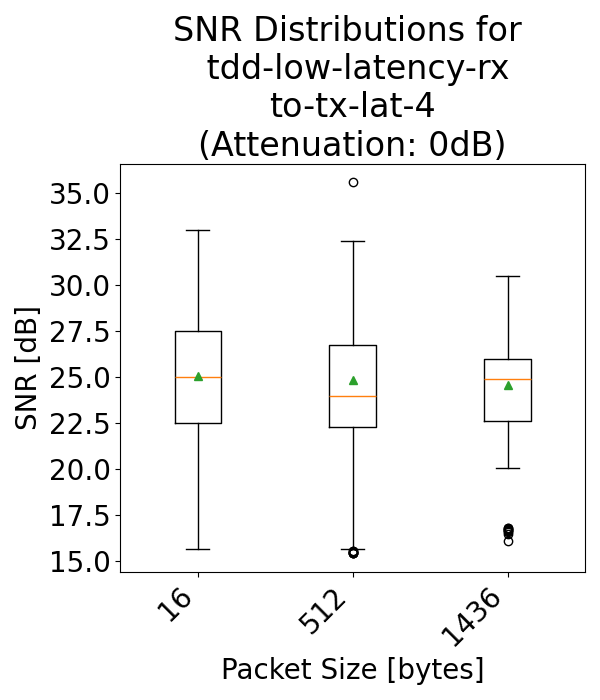 SNR Distributions for
tdd-low-latency-rx
to-tx-lat-4
(Attenuation: 0dB)
35.0
32.5
30.0
27.5
25.0
22.5
20.0
17.5
15.0
SNR [dB]
16
512
1436
Packet Size [bytes]